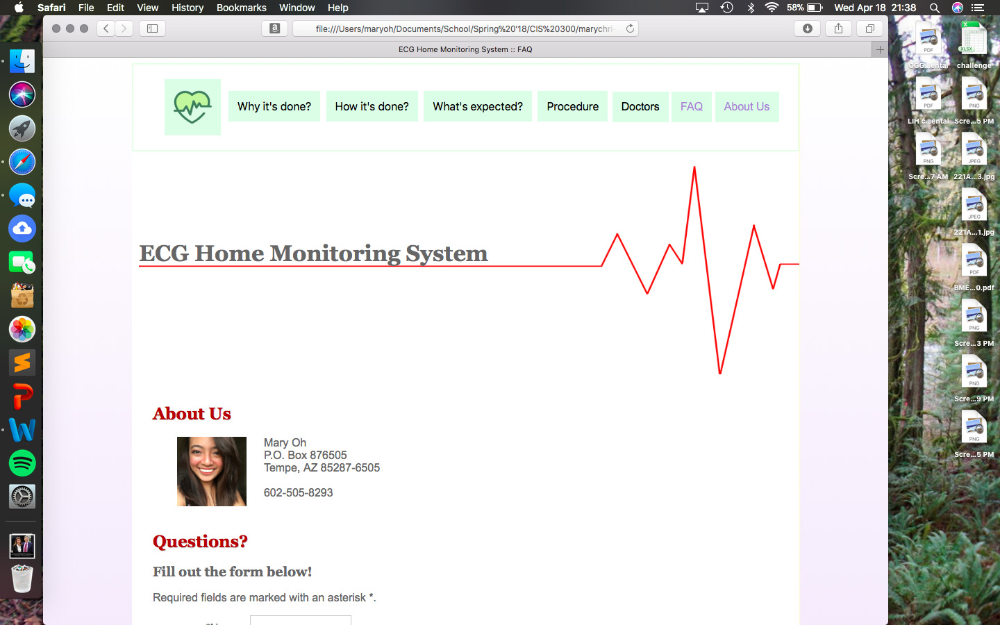 Safari File Edit View History Bookmarks Window Help 58% Wed Apr 18 21:38
file:///Users/maryoh/Documents/School/Spring%20'18/CIS%20300/marychri
ECG Home Monitoring System :: FAQ
Why it's done? How it's done? What's expected? Procedure Doctors FAQ About Us
ECG Home Monitoring System
About Us
Mary Oh
P.O. Box 876505
Tempe, AZ 85287-6505
602-505-8293
Questions?
Fill out the form below!
Required fields are marked with an asterisk *.
PDF XLSX
OGG...ental challenge
PDF PNG
LIH c...ental Scre...5 PM
PNG JPEG
Scre...7 AM 221A...3.jpg
JPEG
221A...1.jpg
PDF
BME...0.pdf
PNG
Scre...3 PM
PNG
Scre...9 PM
PNG
Scre...5 PM